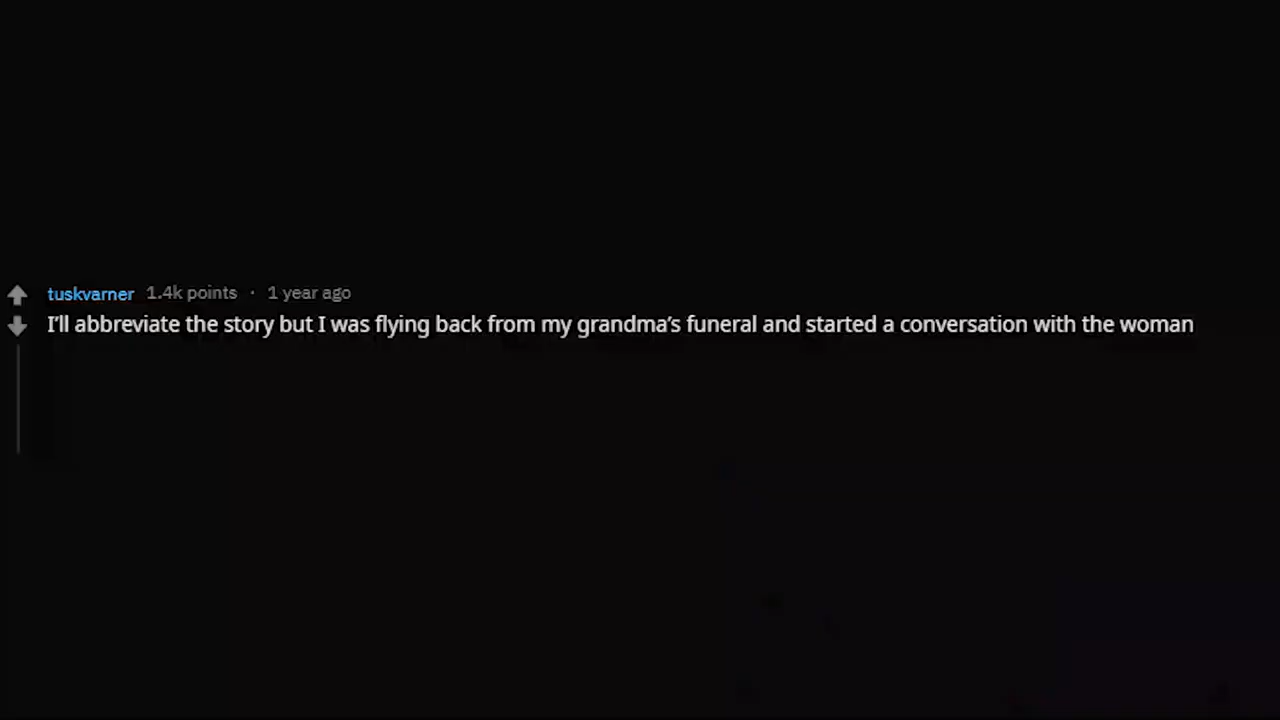 tuskvarner 1.4k points · 1 year ago
I’ll abbreviate the story but I was flying back from my grandma’s funeral and started a conversation with the woman